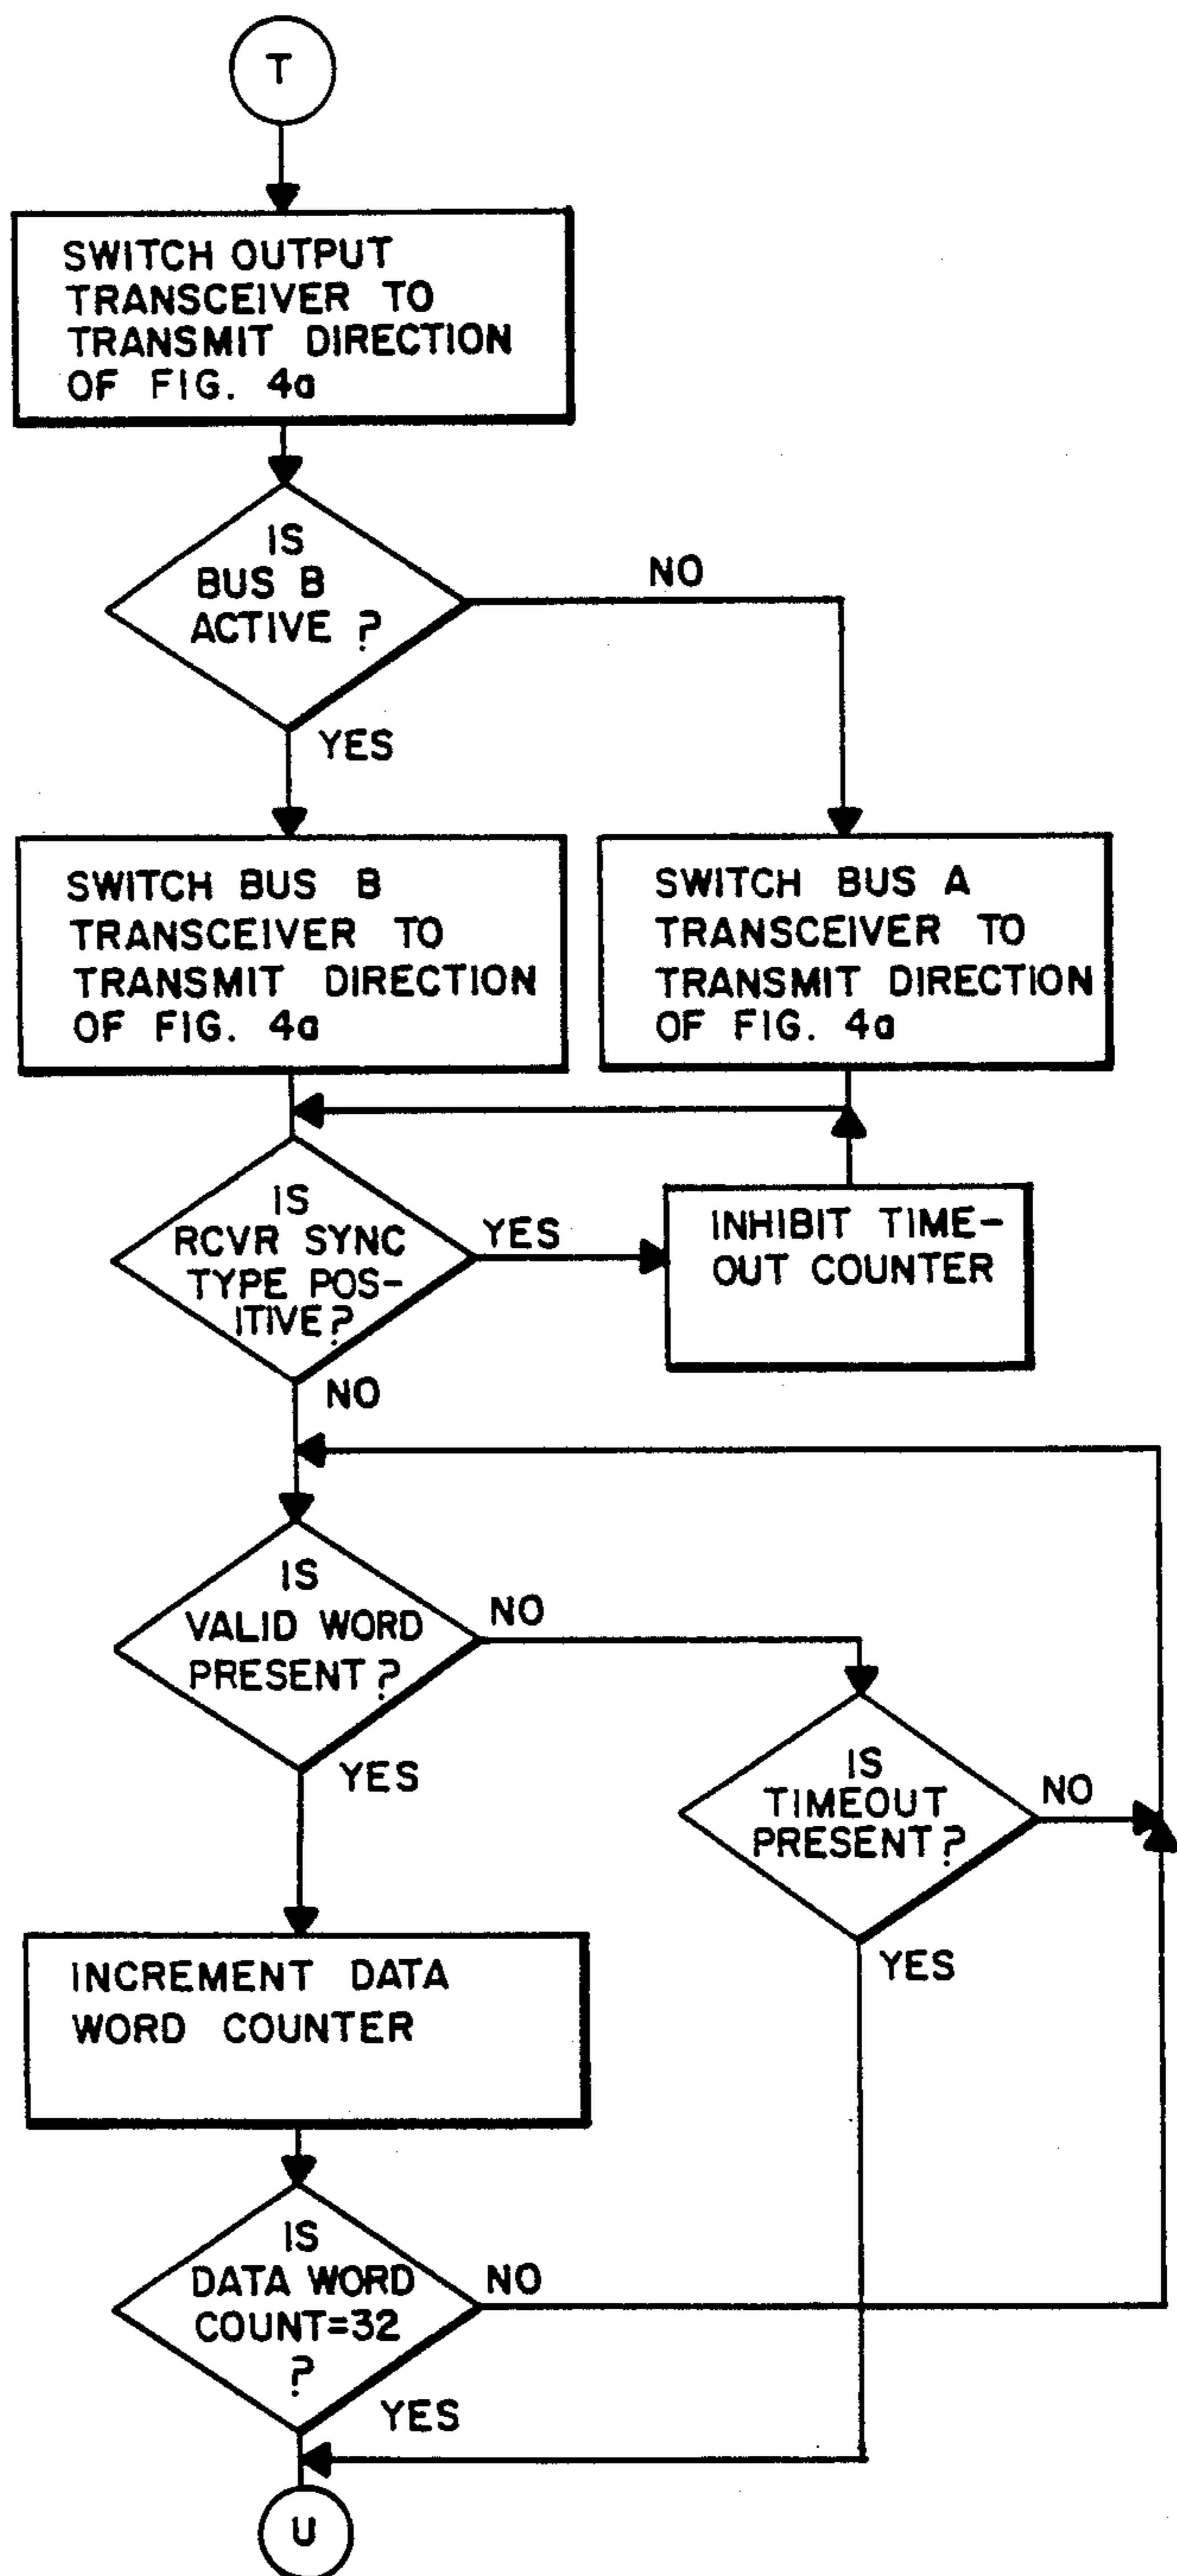 T
SWITCH OUTPUT
TRANSCEIVER TO
TRANSMIT DIRECTION
OF FIG. 4a
IS
BUS B
ACTIVE ?
NO
YES
SWITCH BUS B
TRANSCEIVER TO
TRANSMIT DIRECTION
OF FIG. 4a
SWITCH BUS A
TRANSCEIVER TO
TRANSMIT DIRECTION
OF FIG. 4a
IS
RCVR SYNC
TYPE POS-
ITIVE?
YES
INHIBIT TIME-
OUT COUNTER
NO
IS
VALID WORD
PRESENT?
NO
YES
IS
TIMEOUT
PRESENT?
NO
YES
INCREMENT DATA
WORD COUNTER
IS
DATA WORD
COUNT=32
?
NO
YES
U